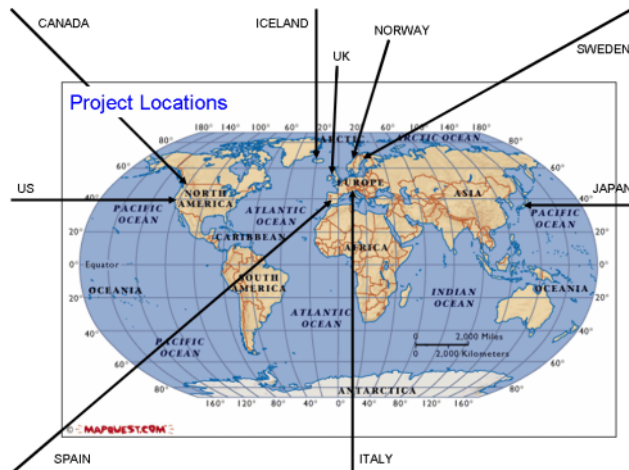 CANADA
ICELAND
NORWAY
UK
SWEDEN
Project Locations
180° 140° 100° 60° 20° 20° 60° 100° 140° 180°
ARCTIC ARCTIC OCEAN
60° 60°
NORTH AMERICA
EUROPE
ASIA
US
JAPAN
40° 40°
PACIFIC OCEAN
ATLANTIC OCEAN
PACIFIC OCEAN
20° 20°
CARIBBEAN
AFRICA
Equator 0° 0°
SOUTH AMERICA
OCEANIA
INDIAN OCEAN
OCEANIA
20° 20°
ATLANTIC OCEAN
PACIFIC OCEAN
40° 40°
0 2,000 Miles
0 2,000 Kilometers
60° 60°
80° 80°
ANTARCTICA
160° 120° 80° 40° 0° 40° 80° 120° 160°
© MAPQUEST.COM
SPAIN
ITALY